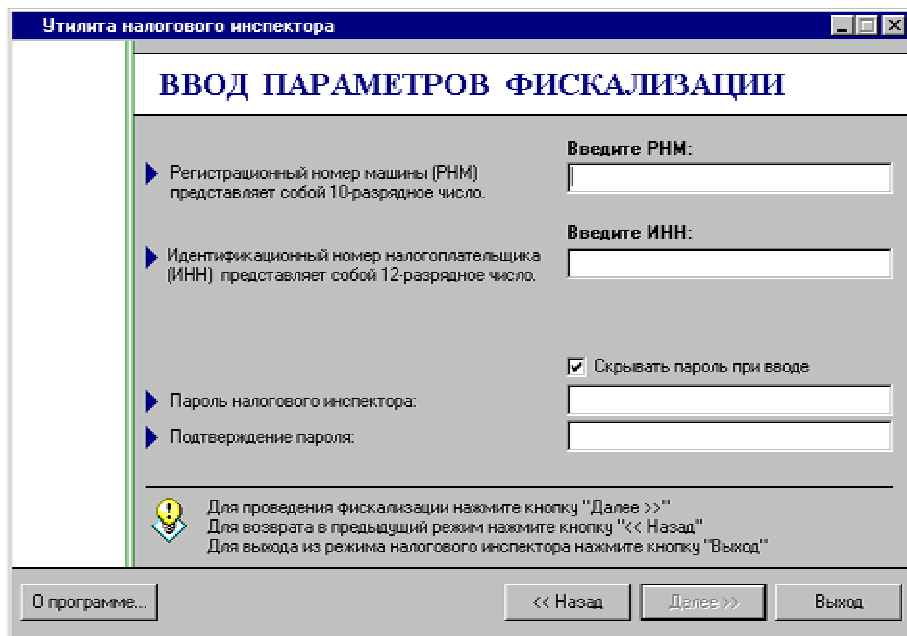 Утилита налогового инспектора
ВВОД ПАРАМЕТРОВ ФИСКАЛИЗАЦИИ
Введите РНМ:
Регистрационный номер машины (РНМ)
представляет собой 10-разрядное число.
Введите ИНН:
Идентификационный номер налогоплательщика
(ИНН) представляет собой 12-разрядное число.
Скрывать пароль при вводе
Пароль налогового инспектора:
Подтверждение пароля:
Для проведения фискализации нажмите кнопку "Далее >>"
Для возврата в предыдущий режим нажмите кнопку "<< Назад"
Для выхода из режима налогового инспектора нажмите кнопку "Выход"
О программе...
<< Назад
Далее >>
Выход